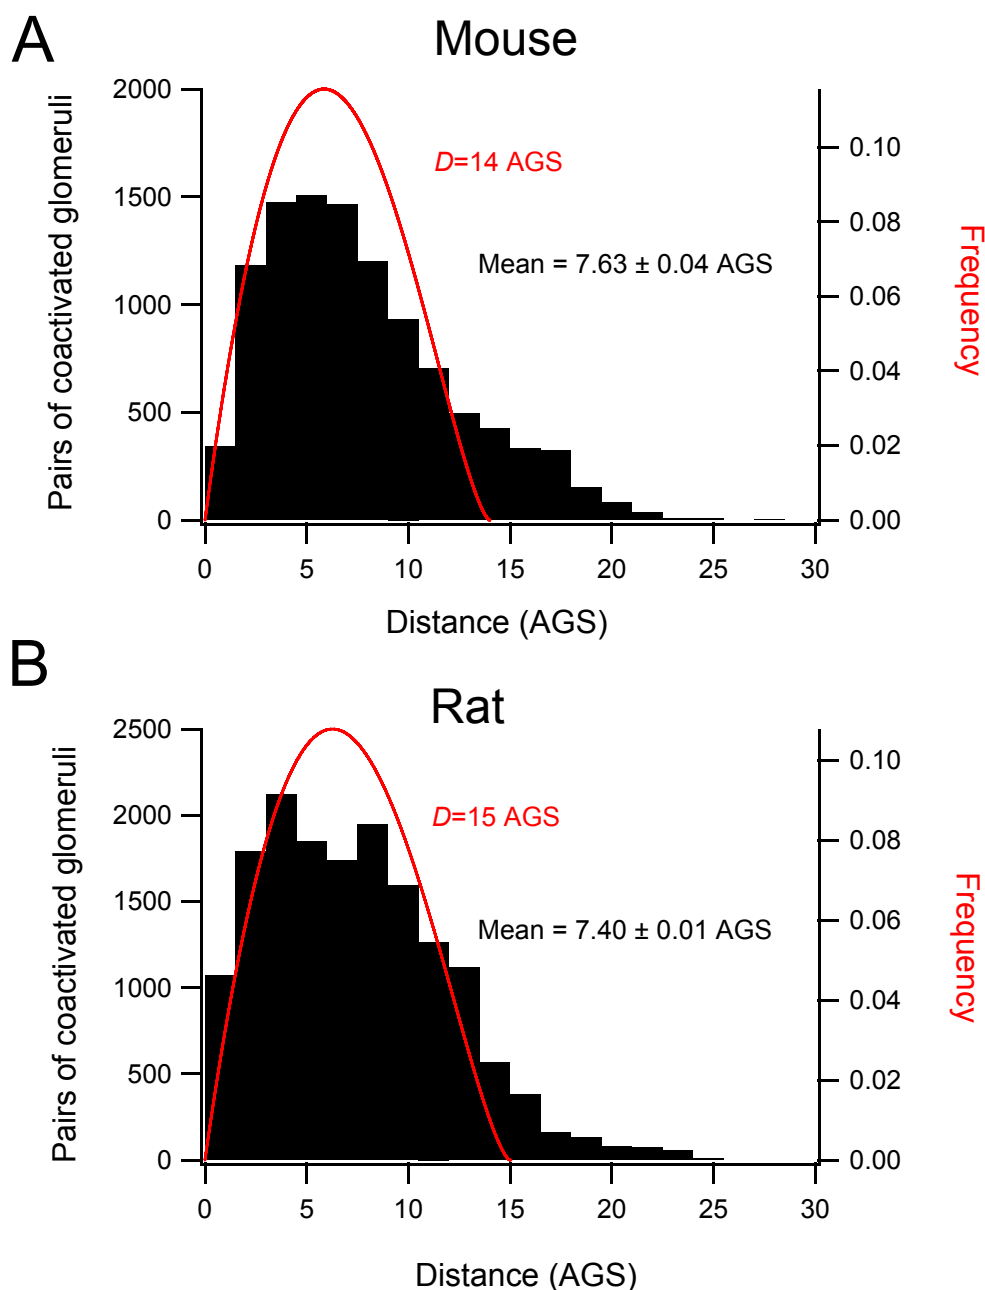 A
Mouse
Pairs of coactivated glomeruli
2000
1500
1000
500
0
D=14 AGS
Mean = 7.63 ± 0.04 AGS
0.10
0.08
0.06
0.04
0.02
0.00
Frequency
0 5 10 15 20 25 30
Distance (AGS)
B
Rat
Pairs of coactivated glomeruli
2500
2000
1500
1000
500
0
D=15 AGS
Mean = 7.40 ± 0.01 AGS
0.10
0.08
0.06
0.04
0.02
0.00
Frequency
0 5 10 15 20 25 30
Distance (AGS)